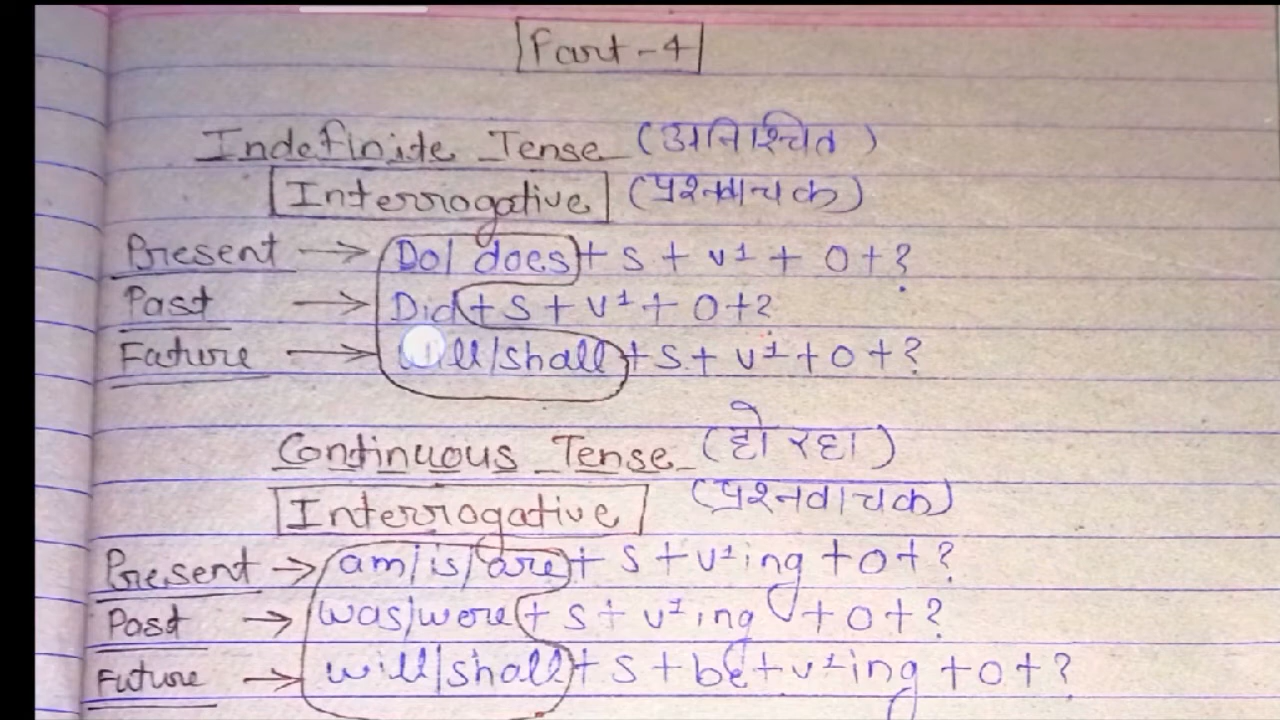 Part-4
Indefinite Tense (अनिश्चित)
Interrogative (प्रश्नवाचक)
Present → Do/does + S + V¹ + O + ?
Past → Did + S + V¹ + O + ?
Fature → will/shall + S + V¹ + O + ?
Continuous Tense (हो रहा)
Interrogative (प्रश्नवाचक)
Present → am/is/are + S + V¹ing + O + ?
Past → was/were + S + V¹ing + O + ?
Future → will/shall + S + be + V¹ing + O + ?